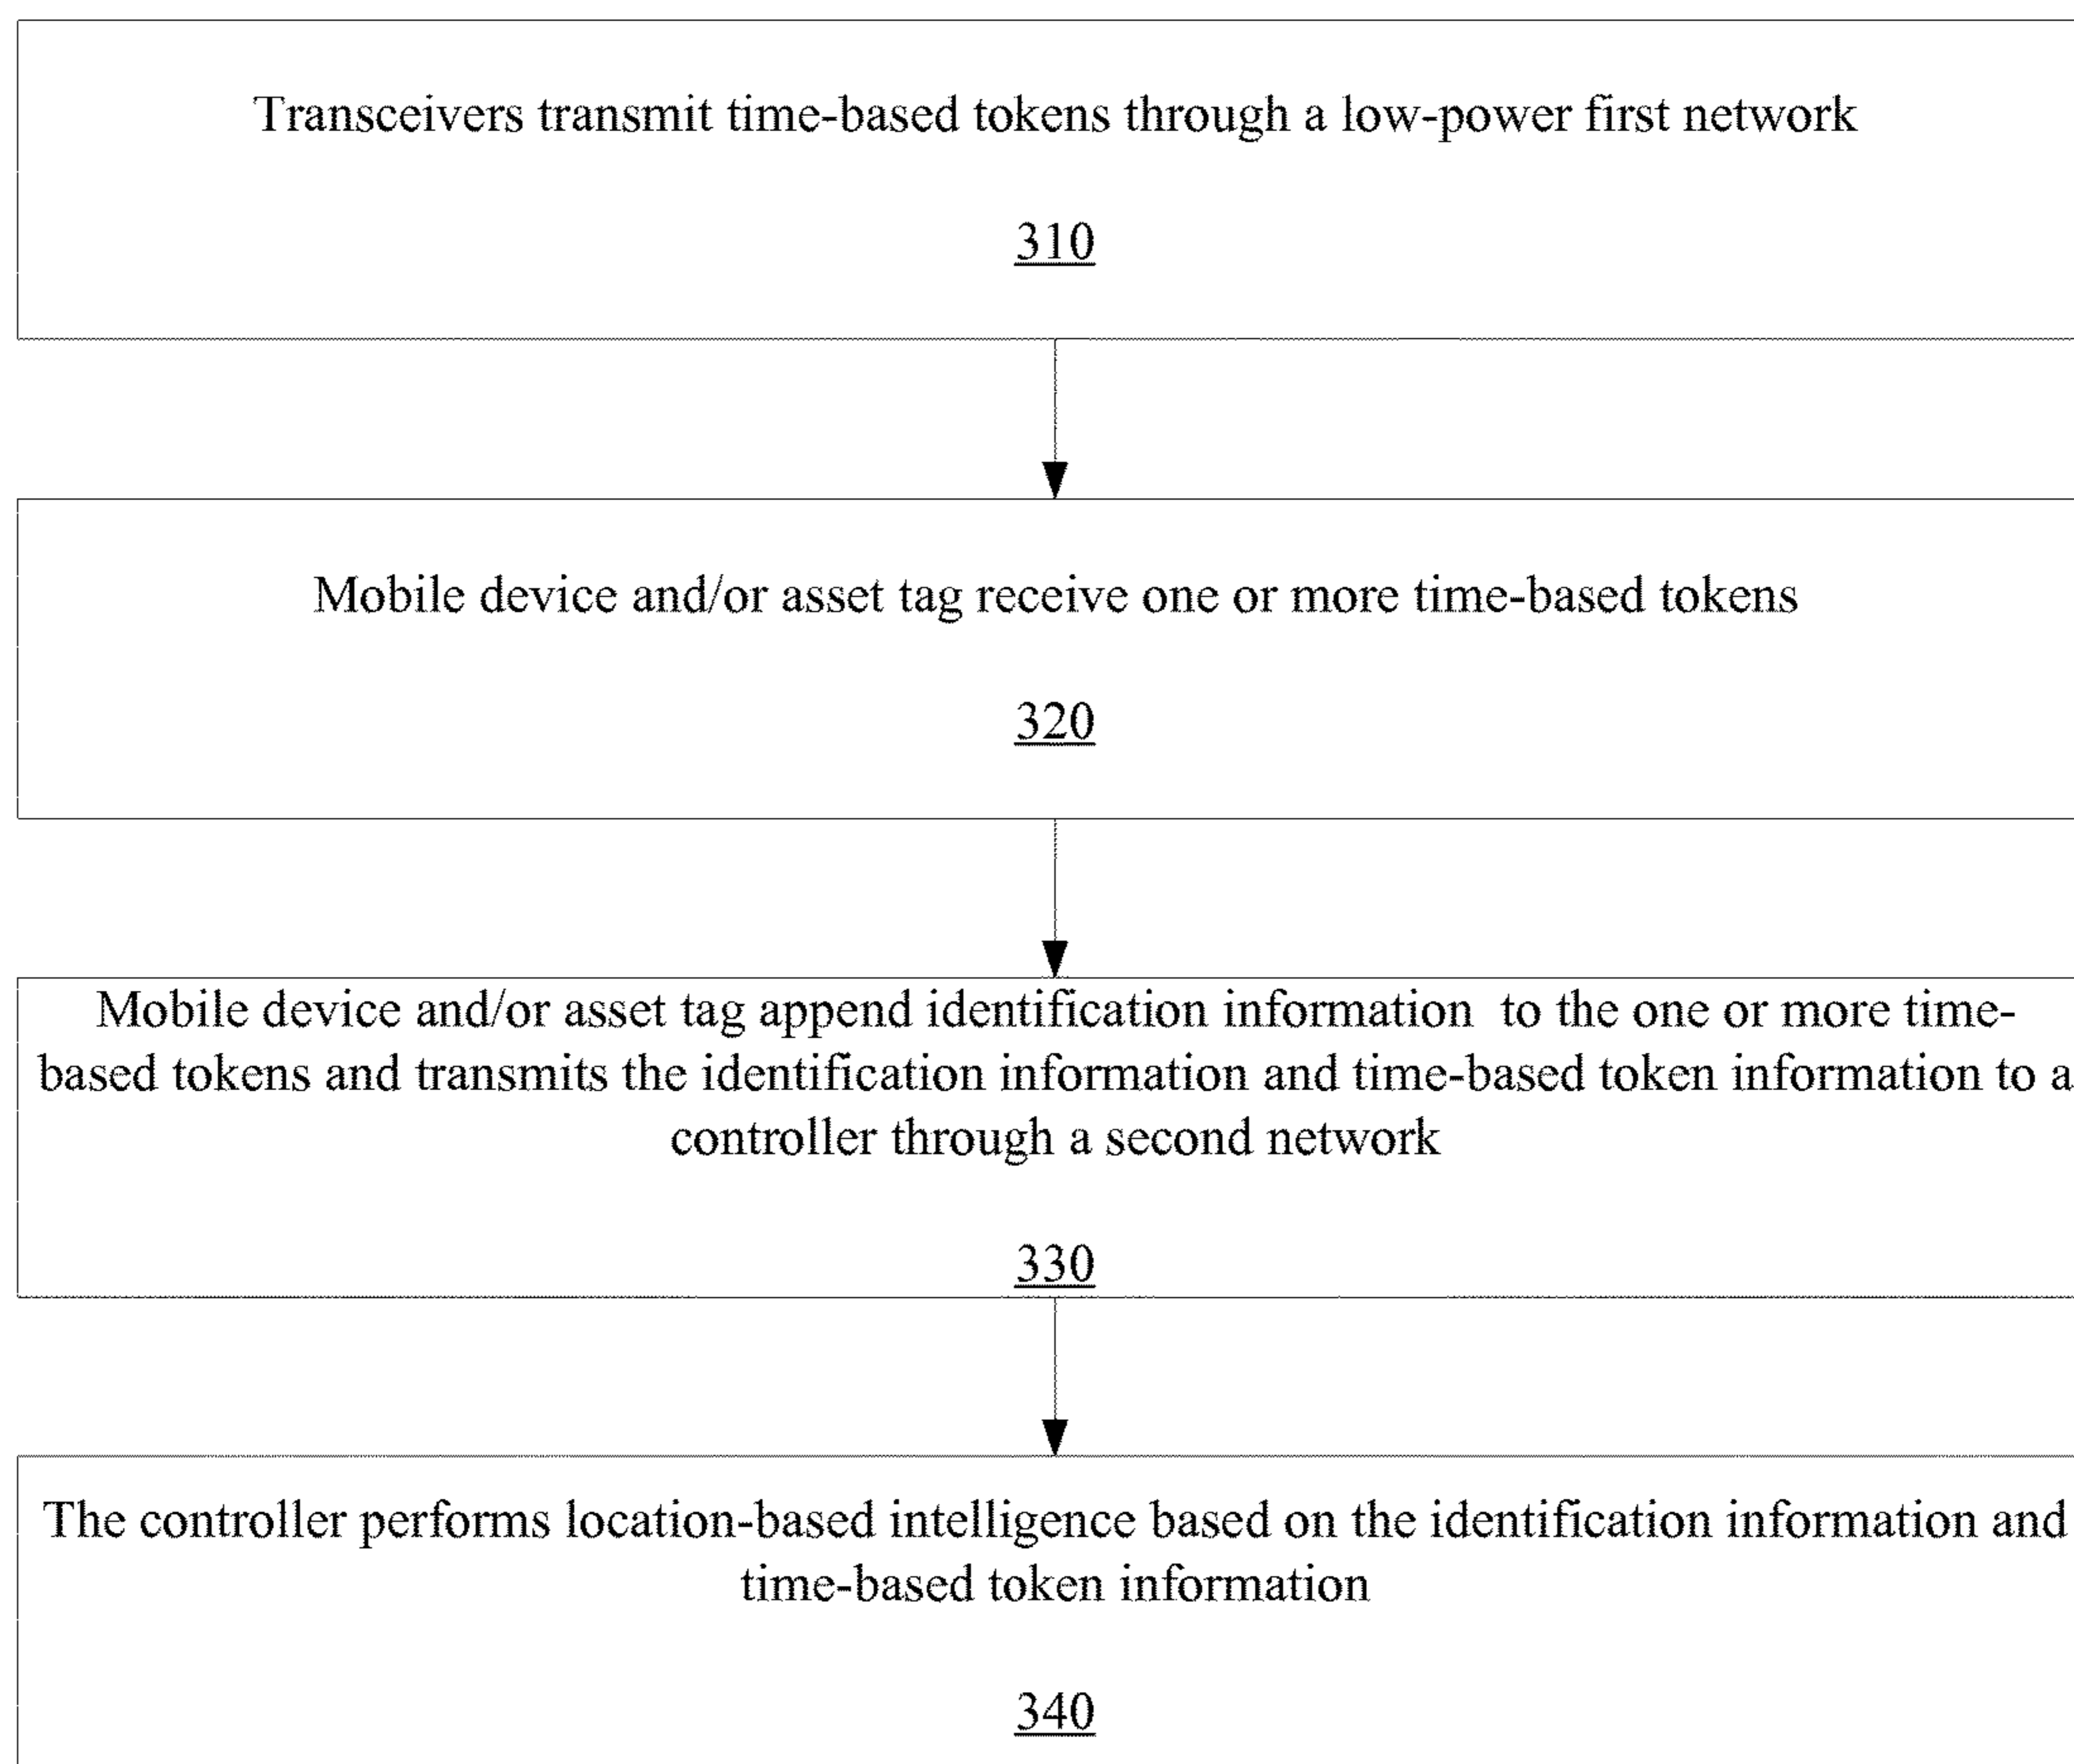 Transceivers transmit time-based tokens through a low-power first network
310
Mobile device and/or asset tag receive one or more time-based tokens
320
Mobile device and/or asset tag append identification information  to the one or more time-
based tokens and transmits the identification information and time-based token information to a
controller through a second network
330
The controller performs location-based intelligence based on the identification information and
time-based token information
340